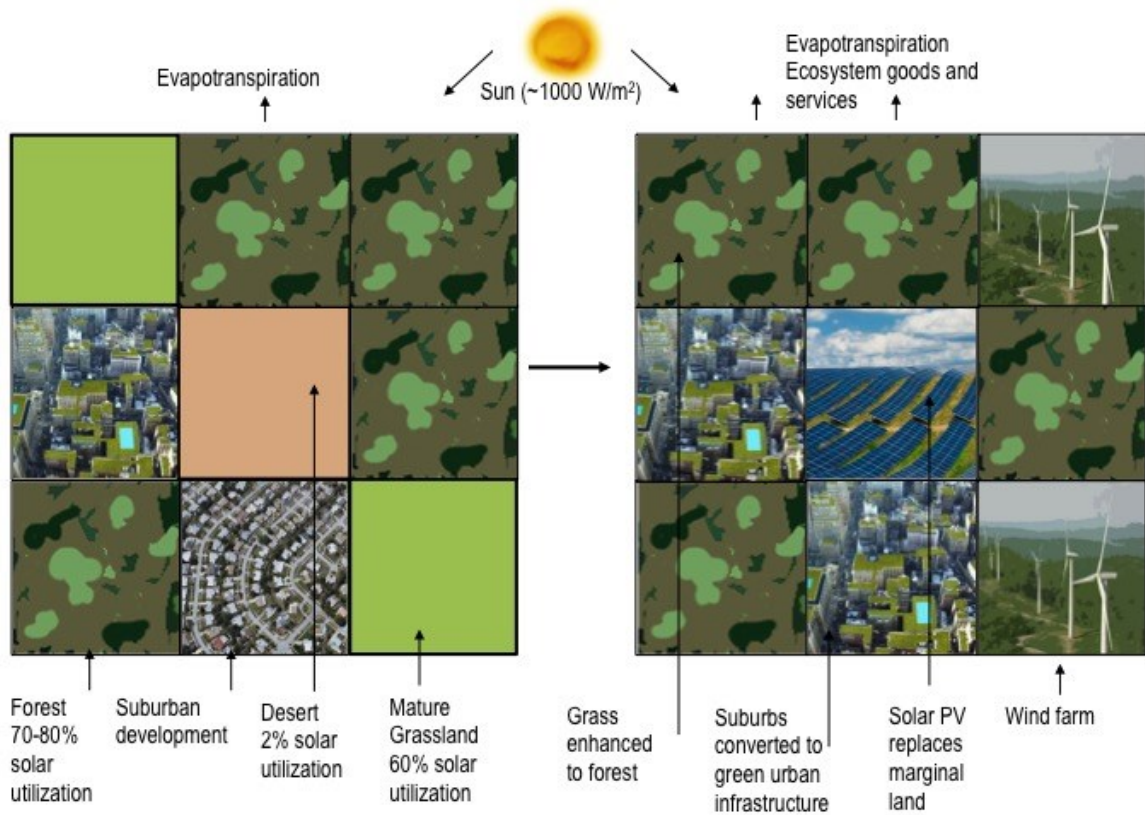 Evapotranspiration
Sun (~1000 W/m²)
Evapotranspiration
Ecosystem goods and
services
Forest
70-80%
solar
utilization
Suburban
development
Desert
2% solar
utilization
Mature
Grassland
60% solar
utilization
Grass
enhanced
to forest
Suburbs
converted to
green urban
infrastructure
Solar PV
replaces
marginal
land
Wind farm